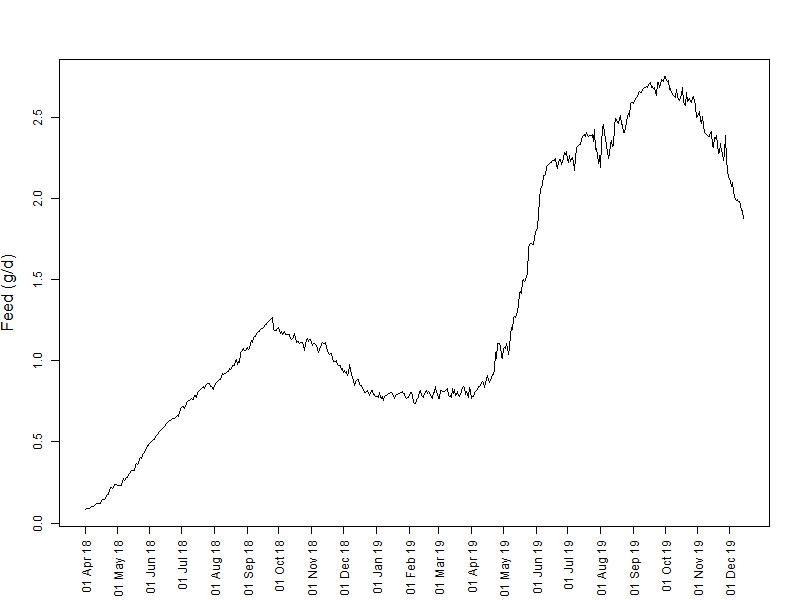 Feed (g/d)
2.5
2.0
1.5
1.0
0.5
0.0
01 Apr 18
01 May 18
01 Jun 18
01 Jul 18
01 Aug 18
01 Sep 18
01 Oct 18
01 Nov 18
01 Dec 18
01 Jan 19
01 Feb 19
01 Mar 19
01 Apr 19
01 May 19
01 Jun 19
01 Jul 19
01 Aug 19
01 Sep 19
01 Oct 19
01 Nov 19
01 Dec 19